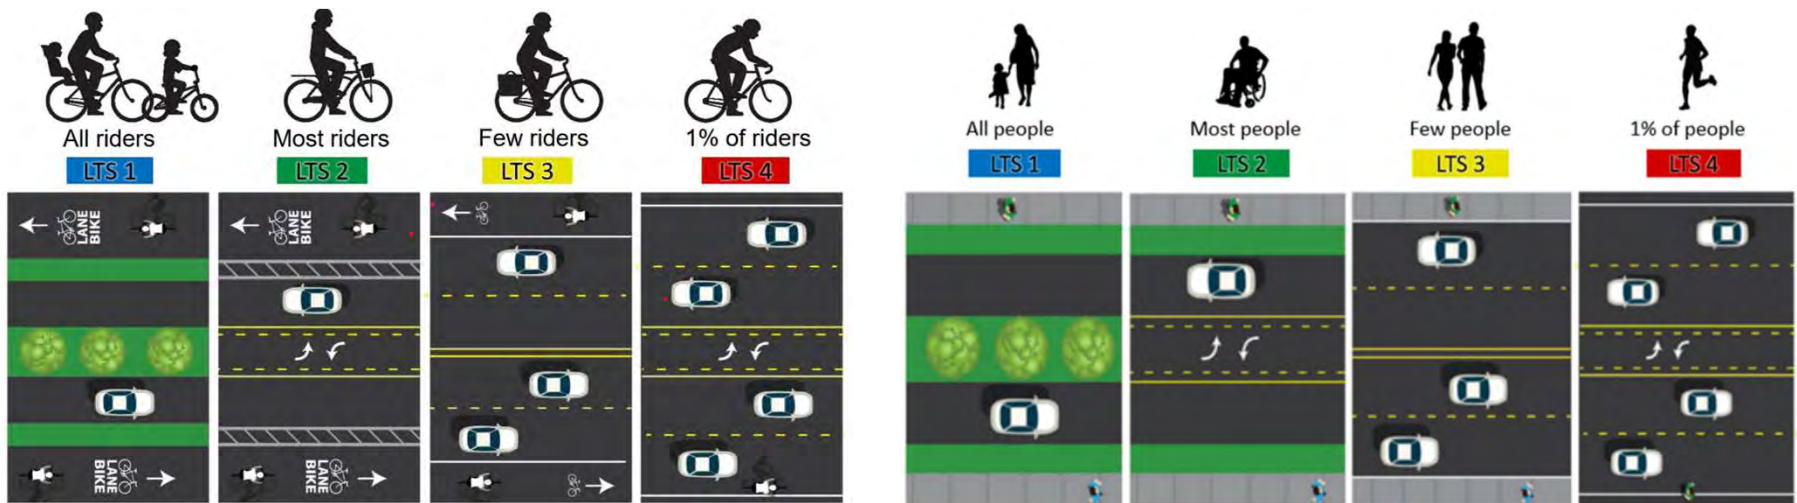 All riders
LTS 1
Most riders
LTS 2
Few riders
LTS 3
1% of riders
LTS 4
All people
LTS 1
Most people
LTS 2
Few people
LTS 3
1% of people
LTS 4
LANE
BIKE
LANE
BIKE
LANE
BIKE
LANE
BIKE